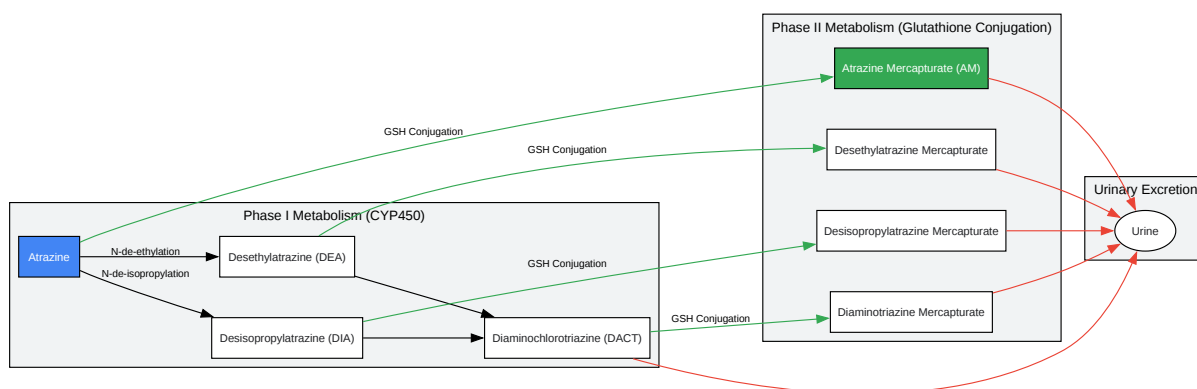 Phase II Metabolism (Glutathione Conjugation)
Atrazine Mercapturate (AM)
GSH Conjugation
GSH Conjugation
Desethylatrazine Mercapturate
Urinary Excretion
Phase I Metabolism (CYP450)
Desisopropylatrazine Mercapturate
Urine
Atrazine
N-de-ethylation
Desethylatrazine (DEA)
GSH Conjugation
N-de-isopropylation
Diaminotriazine Mercapturate
GSH Conjugation
Desisopropylatrazine (DIA)
Diaminochlorotriazine (DACT)